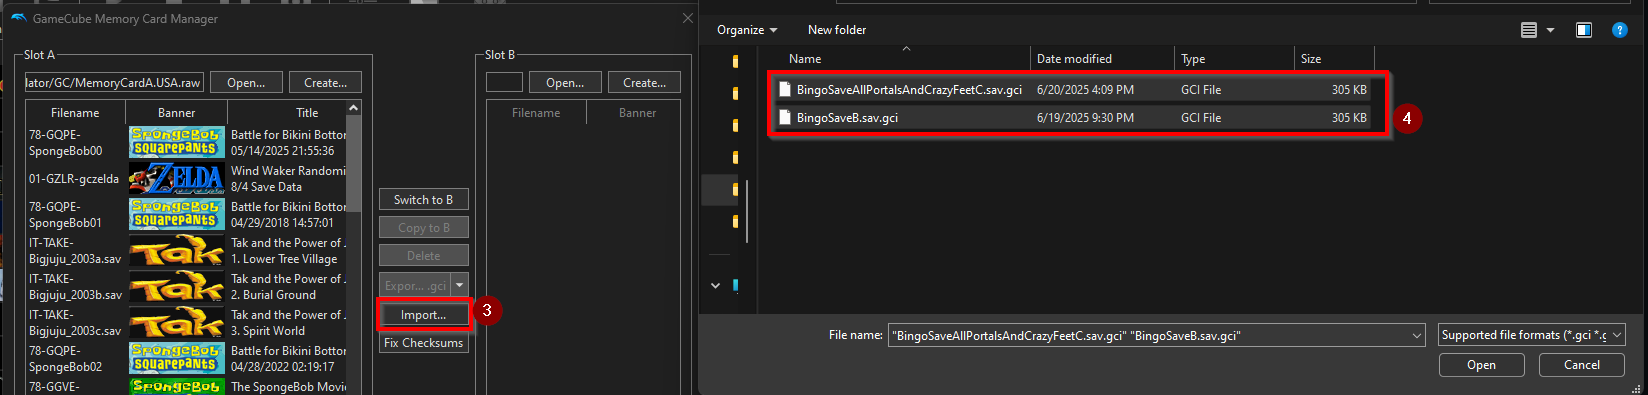 GameCube Memory Card Manager
Slot A
lator/GC/MemoryCardA.USA.raw Open... Create...
Filename Banner Title
78-GQPE-
SpongeBob00
SpongeBob
squarepants
Battle for Bikini Bottor
05/14/2025 21:55:36
01-GZLR-gczelda
ZELDA
Wind Waker Randomi
8/4 Save Data
78-GQPE-
SpongeBob01
SpongeBob
squarepants
Battle for Bikini Bottor
04/29/2018 14:57:01
IT-TAKE-
Bigjuju_2003a.sav
Tak
Tak and the Power of .
1. Lower Tree Village
IT-TAKE-
Bigjuju_2003b.sav
Tak
Tak and the Power of .
2. Burial Ground
IT-TAKE-
Bigjuju_2003c.sav
Tak
Tak and the Power of .
3. Spirit World
78-GQPE-
SpongeBob02
SpongeBob
squarepants
Battle for Bikini Bottor
04/28/2022 02:19:17
78-GGVE-
SpongeBob
The SpongeBob Movi
Switch to B
Copy to B
Delete
Expor... .gci
Import...
3
Fix Checksums
Slot B
Open... Create...
Filename Banner
Organize New folder
Name Date modified Type Size
BingoSaveAllPortalsAndCrazyFeetC.sav.gci 6/20/2025 4:09 PM GCI File 305 KB
BingoSaveB.sav.gci 6/19/2025 9:30 PM GCI File 305 KB
4
File name: "BingoSaveAllPortalsAndCrazyFeetC.sav.gci" "BingoSaveB.sav.gci" Supported file formats (*.gci *.g
Open Cancel